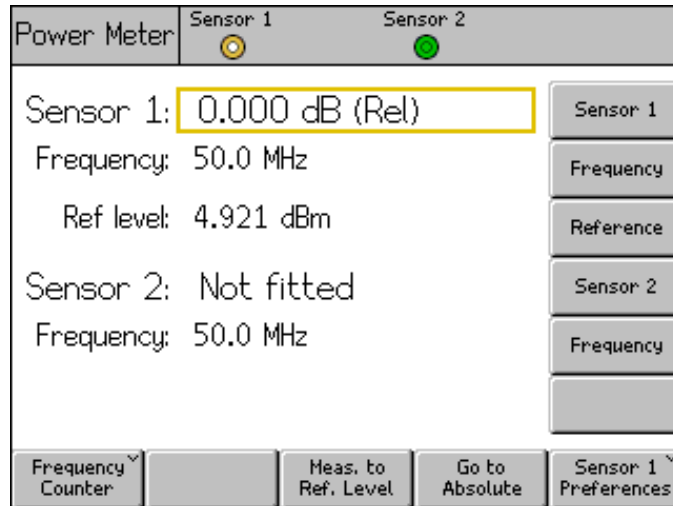 Power Meter
Sensor 1
Sensor 2
Sensor 1: 0.000 dB (Rel)
Frequency: 50.0 MHz
Ref level: 4.921 dBm
Sensor 2: Not fitted
Frequency: 50.0 MHz
Sensor 1
Frequency
Reference
Sensor 2
Frequency
Frequency
Counter
Meas. to
Ref. Level
Go to
Absolute
Sensor 1
Preferences